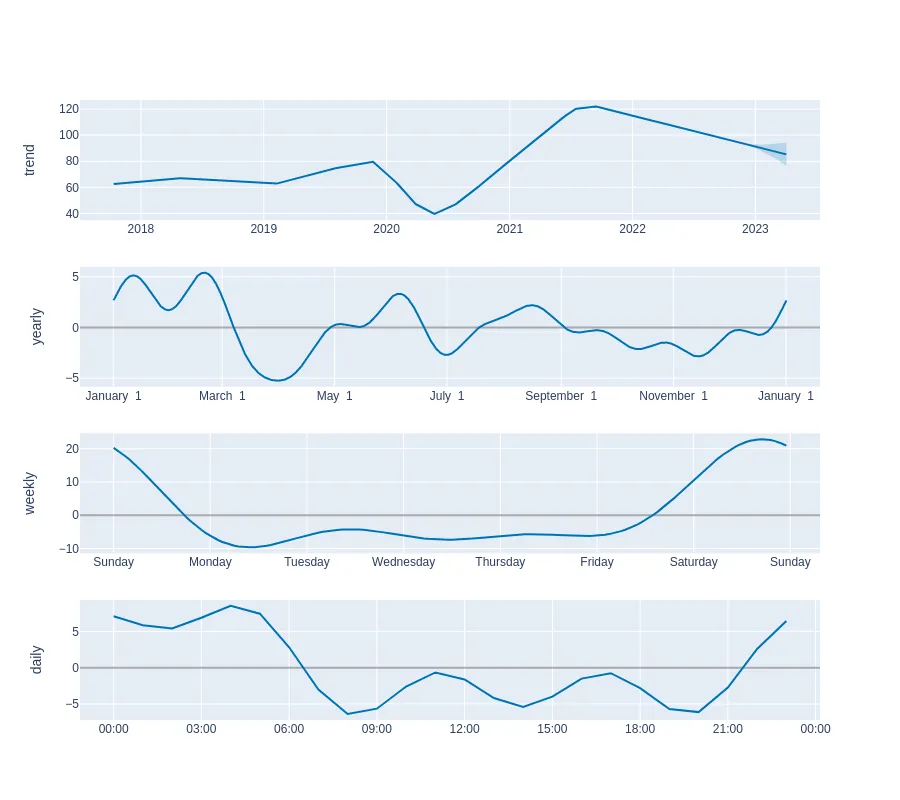 trend
120
100
80
60
40
2018 2019 2020 2021 2022 2023
yearly
5
0
−5
January 1 March 1 May 1 July 1 September 1 November 1 January 1
weekly
20
10
0
−10
Sunday Monday Tuesday Wednesday Thursday Friday Saturday Sunday
daily
5
0
−5
00:00 03:00 06:00 09:00 12:00 15:00 18:00 21:00 00:00